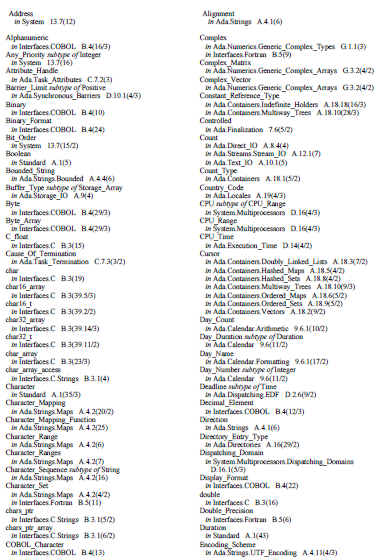 Address
in System 13.7(12)
Alphanumeric
in Interfaces.COBOL B.4(16/3)
Any_Priority subtype of Integer
in System 13.7(16)
Attribute_Handle
in Ada.Task_Attributes C.7.2(3)
Barrier_Limit subtype of Positive
in Ada.Synchronous_Barriers D.10.1(4/3)
Binary
in Interfaces.COBOL B.4(10)
Binary_Format
in Interfaces.COBOL B.4(24)
Bit_Order
in System 13.7(15/2)
Boolean
in Standard A.1(5)
Bounded_String
in Ada.Strings.Bounded A.4.4(6)
Buffer_Type subtype of Storage_Array
in Ada.Storage_IO A.9(4)
Byte
in Interfaces.COBOL B.4(29/3)
Byte_Array
in Interfaces.COBOL B.4(29/3)
C_float
in Interfaces.C B.3(15)
Cause_Of_Termination
in Ada.Task_Termination C.7.3(3/2)
char
in Interfaces.C B.3(19)
char16_array
in Interfaces.C B.3(39.5/3)
char16_t
in Interfaces.C B.3(39.2/2)
char32_array
in Interfaces.C B.3(39.14/3)
char32_t
in Interfaces.C B.3(39.11/2)
char_array
in Interfaces.C B.3(23/3)
char_array_access
in Interfaces.C.Strings B.3.1(4)
Character
in Standard A.1(35/3)
Character_Mapping
in Ada.Strings.Maps A.4.2(20/2)
Character_Mapping_Function
in Ada.Strings.Maps A.4.2(25)
Character_Range
in Ada.Strings.Maps A.4.2(6)
Character_Ranges
in Ada.Strings.Maps A.4.2(7)
Character_Sequence subtype of String
in Ada.Strings.Maps A.4.2(16)
Character_Set
in Ada.Strings.Maps A.4.2(4/2)
in Interfaces.Fortran B.5(11)
chars_ptr
in Interfaces.C.Strings B.3.1(5/2)
chars_ptr_array
in Interfaces.C.Strings B.3.1(6/2)
COBOL_Character
in Interfaces.COBOL B.4(13)
Alignment
in Ada.Strings A.4.1(6)
Complex
in Ada.Numerics.Generic_Complex_Types G.1.1(3)
in Interfaces.Fortran B.5(9)
Complex_Matrix
in Ada.Numerics.Generic_Complex_Arrays G.3.2(4/2)
Complex_Vector
in Ada.Numerics.Generic_Complex_Arrays G.3.2(4/2)
Constant_Reference_Type
in Ada.Containers.Indefinite_Holders A.18.18(16/3)
in Ada.Containers.Multiway_Trees A.18.10(28/3)
Controlled
in Ada.Finalization 7.6(5/2)
Count
in Ada.Direct_IO A.8.4(4)
in Ada.Streams.Stream_IO A.12.1(7)
in Ada.Text_IO A.10.1(5)
Count_Type
in Ada.Containers A.18.1(5/2)
Country_Code
in Ada.Locales A.19(4/3)
CPU subtype of CPU_Range
in System.Multiprocessors D.16(4/3)
CPU_Range
in System.Multiprocessors D.16(4/3)
CPU_Time
in Ada.Execution_Time D.14(4/2)
Cursor
in Ada.Containers.Doubly_Linked_Lists A.18.3(7/2)
in Ada.Containers.Hashed_Maps A.18.5(4/2)
in Ada.Containers.Hashed_Sets A.18.8(4/2)
in Ada.Containers.Multiway_Trees A.18.10(9/3)
in Ada.Containers.Ordered_Maps A.18.6(5/2)
in Ada.Containers.Ordered_Sets A.18.9(5/2)
in Ada.Containers.Vectors A.18.2(9/2)
Day_Count
in Ada.Calendar.Arithmetic 9.6.1(10/2)
Day_Duration subtype of Duration
in Ada.Calendar 9.6(11/2)
Day_Name
in Ada.Calendar.Formatting 9.6.1(17/2)
Day_Number subtype of Integer
in Ada.Calendar 9.6(11/2)
Deadline subtype of Time
in Ada.Dispatching.EDF D.2.6(9/2)
Decimal_Element
in Interfaces.COBOL B.4(12/3)
Direction
in Ada.Strings A.4.1(6)
Directory_Entry_Type
in Ada.Directories A.16(29/2)
Dispatching_Domain
in System.Multiprocessors.Dispatching_Domains
D.16.1(5/3)
Display_Format
in Interfaces.COBOL B.4(22)
double
in Interfaces.C B.3(16)
Double_Precision
in Interfaces.Fortran B.5(6)
Duration
in Standard A.1(43)
Encoding_Scheme
in Ada.Strings.UTF_Encoding A.4.11(4/3)